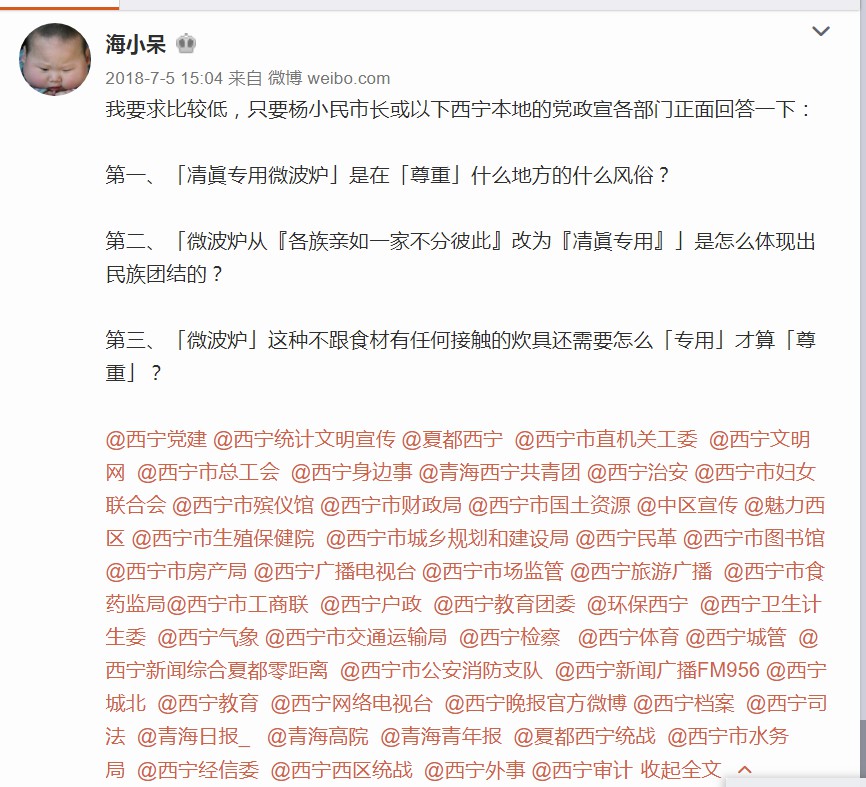 海小呆
2018-7-5 15:04 来自 微博 weibo.com
我要求比较低，只要杨小民市长或以下西宁本地的党政宣各部门正面回答一下：
第一、「凊眞专用微波炉」是在「尊重」什么地方的什么风俗？
第二、「微波炉从『各族亲如一家不分彼此』改为『凊眞专用』」是怎么体现出
民族团结的？
第三、「微波炉」这种不跟食材有任何接触的炊具还需要怎么「专用」才算「尊
重」？
@西宁党建 @西宁统计文明宣传 @夏都西宁 @西宁市直机关工委 @西宁文明
网 @西宁市总工会 @西宁身边事 @青海西宁共青团 @西宁治安 @西宁市妇女
联合会 @西宁市殡仪馆 @西宁市财政局 @西宁市国土资源 @中区宣传 @魅力西
区 @西宁市生殖保健院 @西宁市城乡规划和建设局 @西宁民革 @西宁市图书馆
@西宁市房产局 @西宁广播电视台 @西宁市场监管 @西宁旅游广播 @西宁市食
药监局@西宁市工商联 @西宁户政 @西宁教育团委 @环保西宁 @西宁卫生计
生委 @西宁气象 @西宁市交通运输局 @西宁检察 @西宁体育 @西宁城管 @
西宁新闻综合夏都零距离 @西宁市公安消防支队 @西宁新闻广播FM956 @西宁
城北 @西宁教育 @西宁网络电视台 @西宁晚报官方微博 @西宁档案 @西宁司
法 @青海日报_ @青海高院 @青海青年报 @夏都西宁统战 @西宁市水务
局 @西宁经信委 @西宁西区统战 @西宁外事 @西宁审计 收起全文